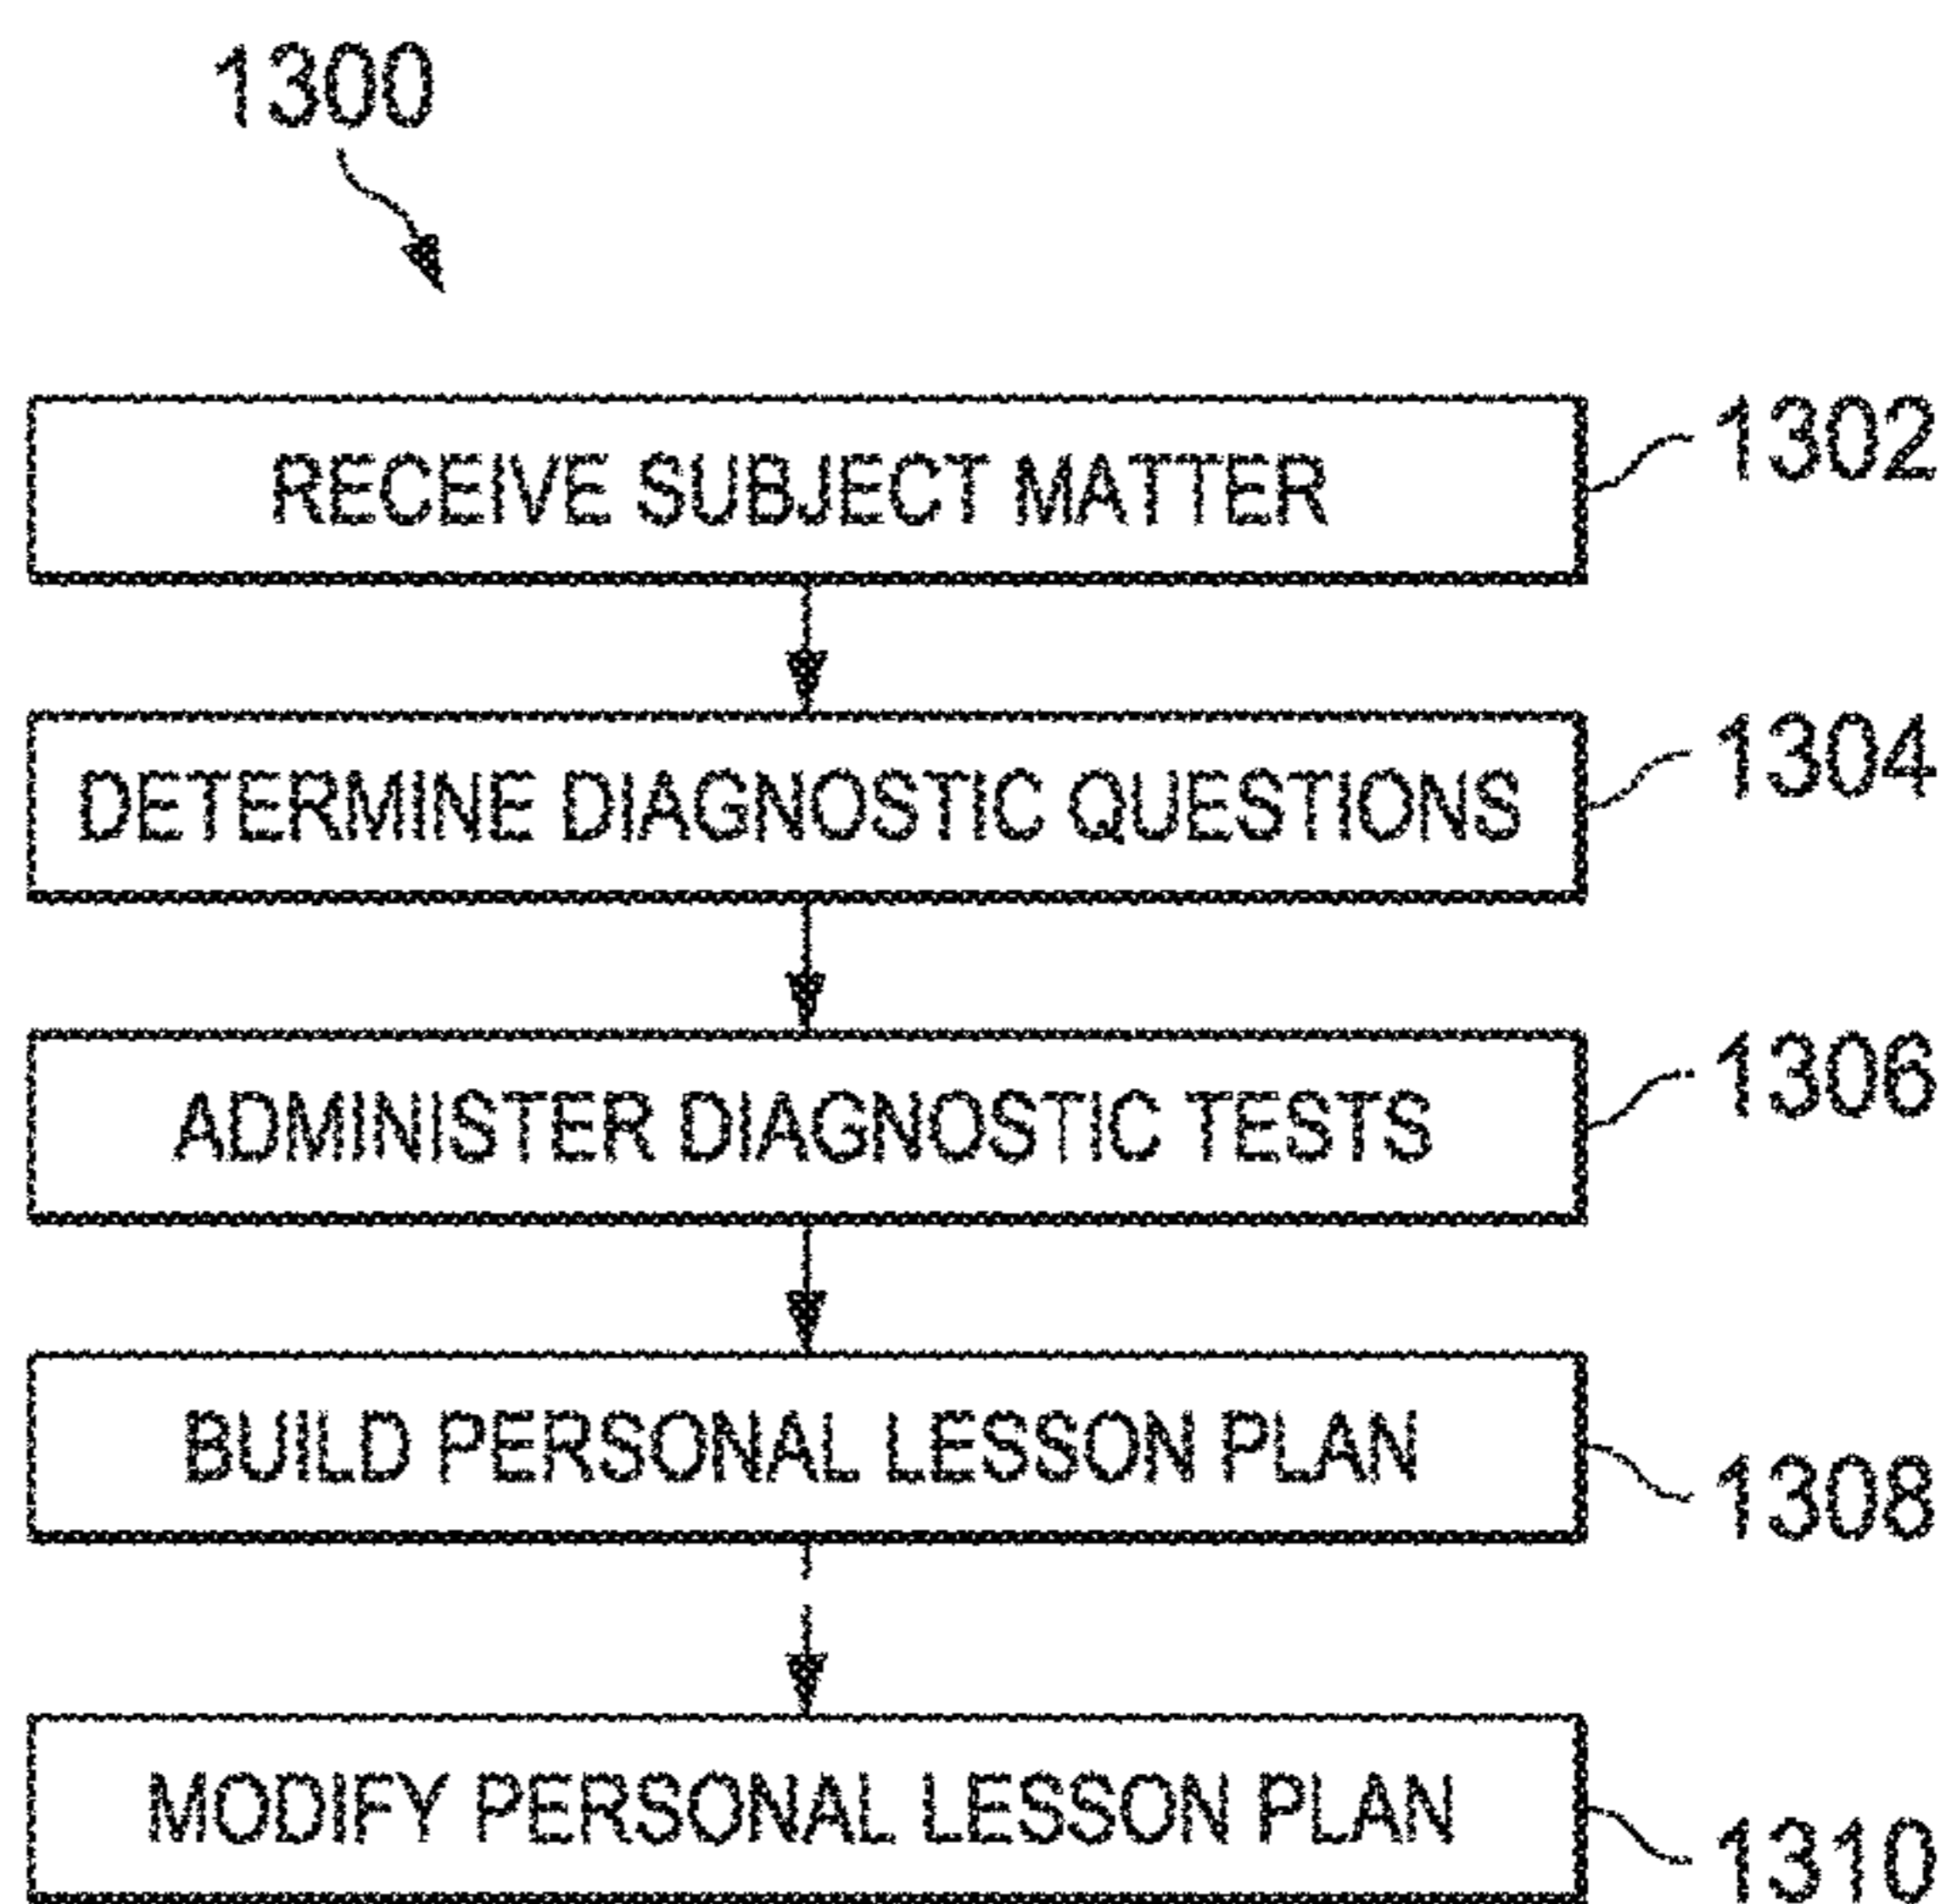 1300
RECEIVE SUBJECT MATTER
1302
DETERMINE DIAGNOSTIC QUESTIONS
1304
ADMINISTER DIAGNOSTIC TESTS
1306
BUILD PERSONAL LESSON PLAN
1308
MODIFY PERSONAL LESSON PLAN
1310